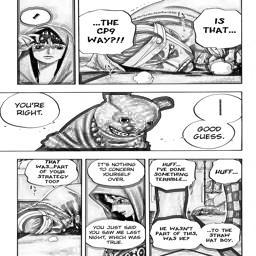 IS
THAT...
...THE
CP9
WAY?!!
!
!
GOOD
GUESS.
YOU'RE
RIGHT.
HUFF...
HUFF...
I'VE DONE
SOMETHING
TERRIBLE...
...TO THE
STRAW
HAT BOY.
HE WASN'T
PART OF THIS,
WAS HE?
IT'S NOTHING
TO CONCERN
YOURSELF
OVER.
YOU JUST SAID
YOU SAW ME LAST
NIGHT, WHICH WAS
TRUE.
THAT
WAS...PART
OF YOUR
STRATEGY
TOO?